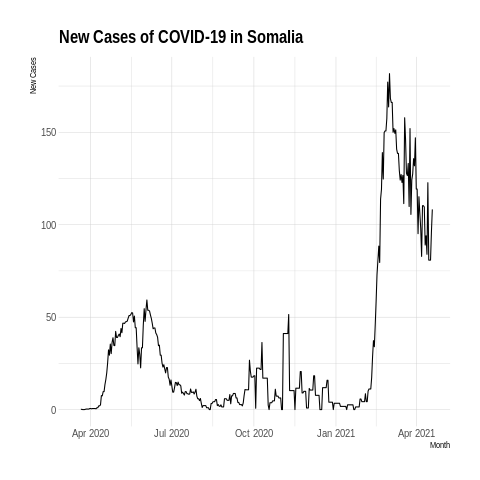 New Cases of COVID-19 in Somalia
New Cases
150
100
50
0
Apr 2020
Jul 2020
Oct 2020
Jan 2021
Apr 2021
Month